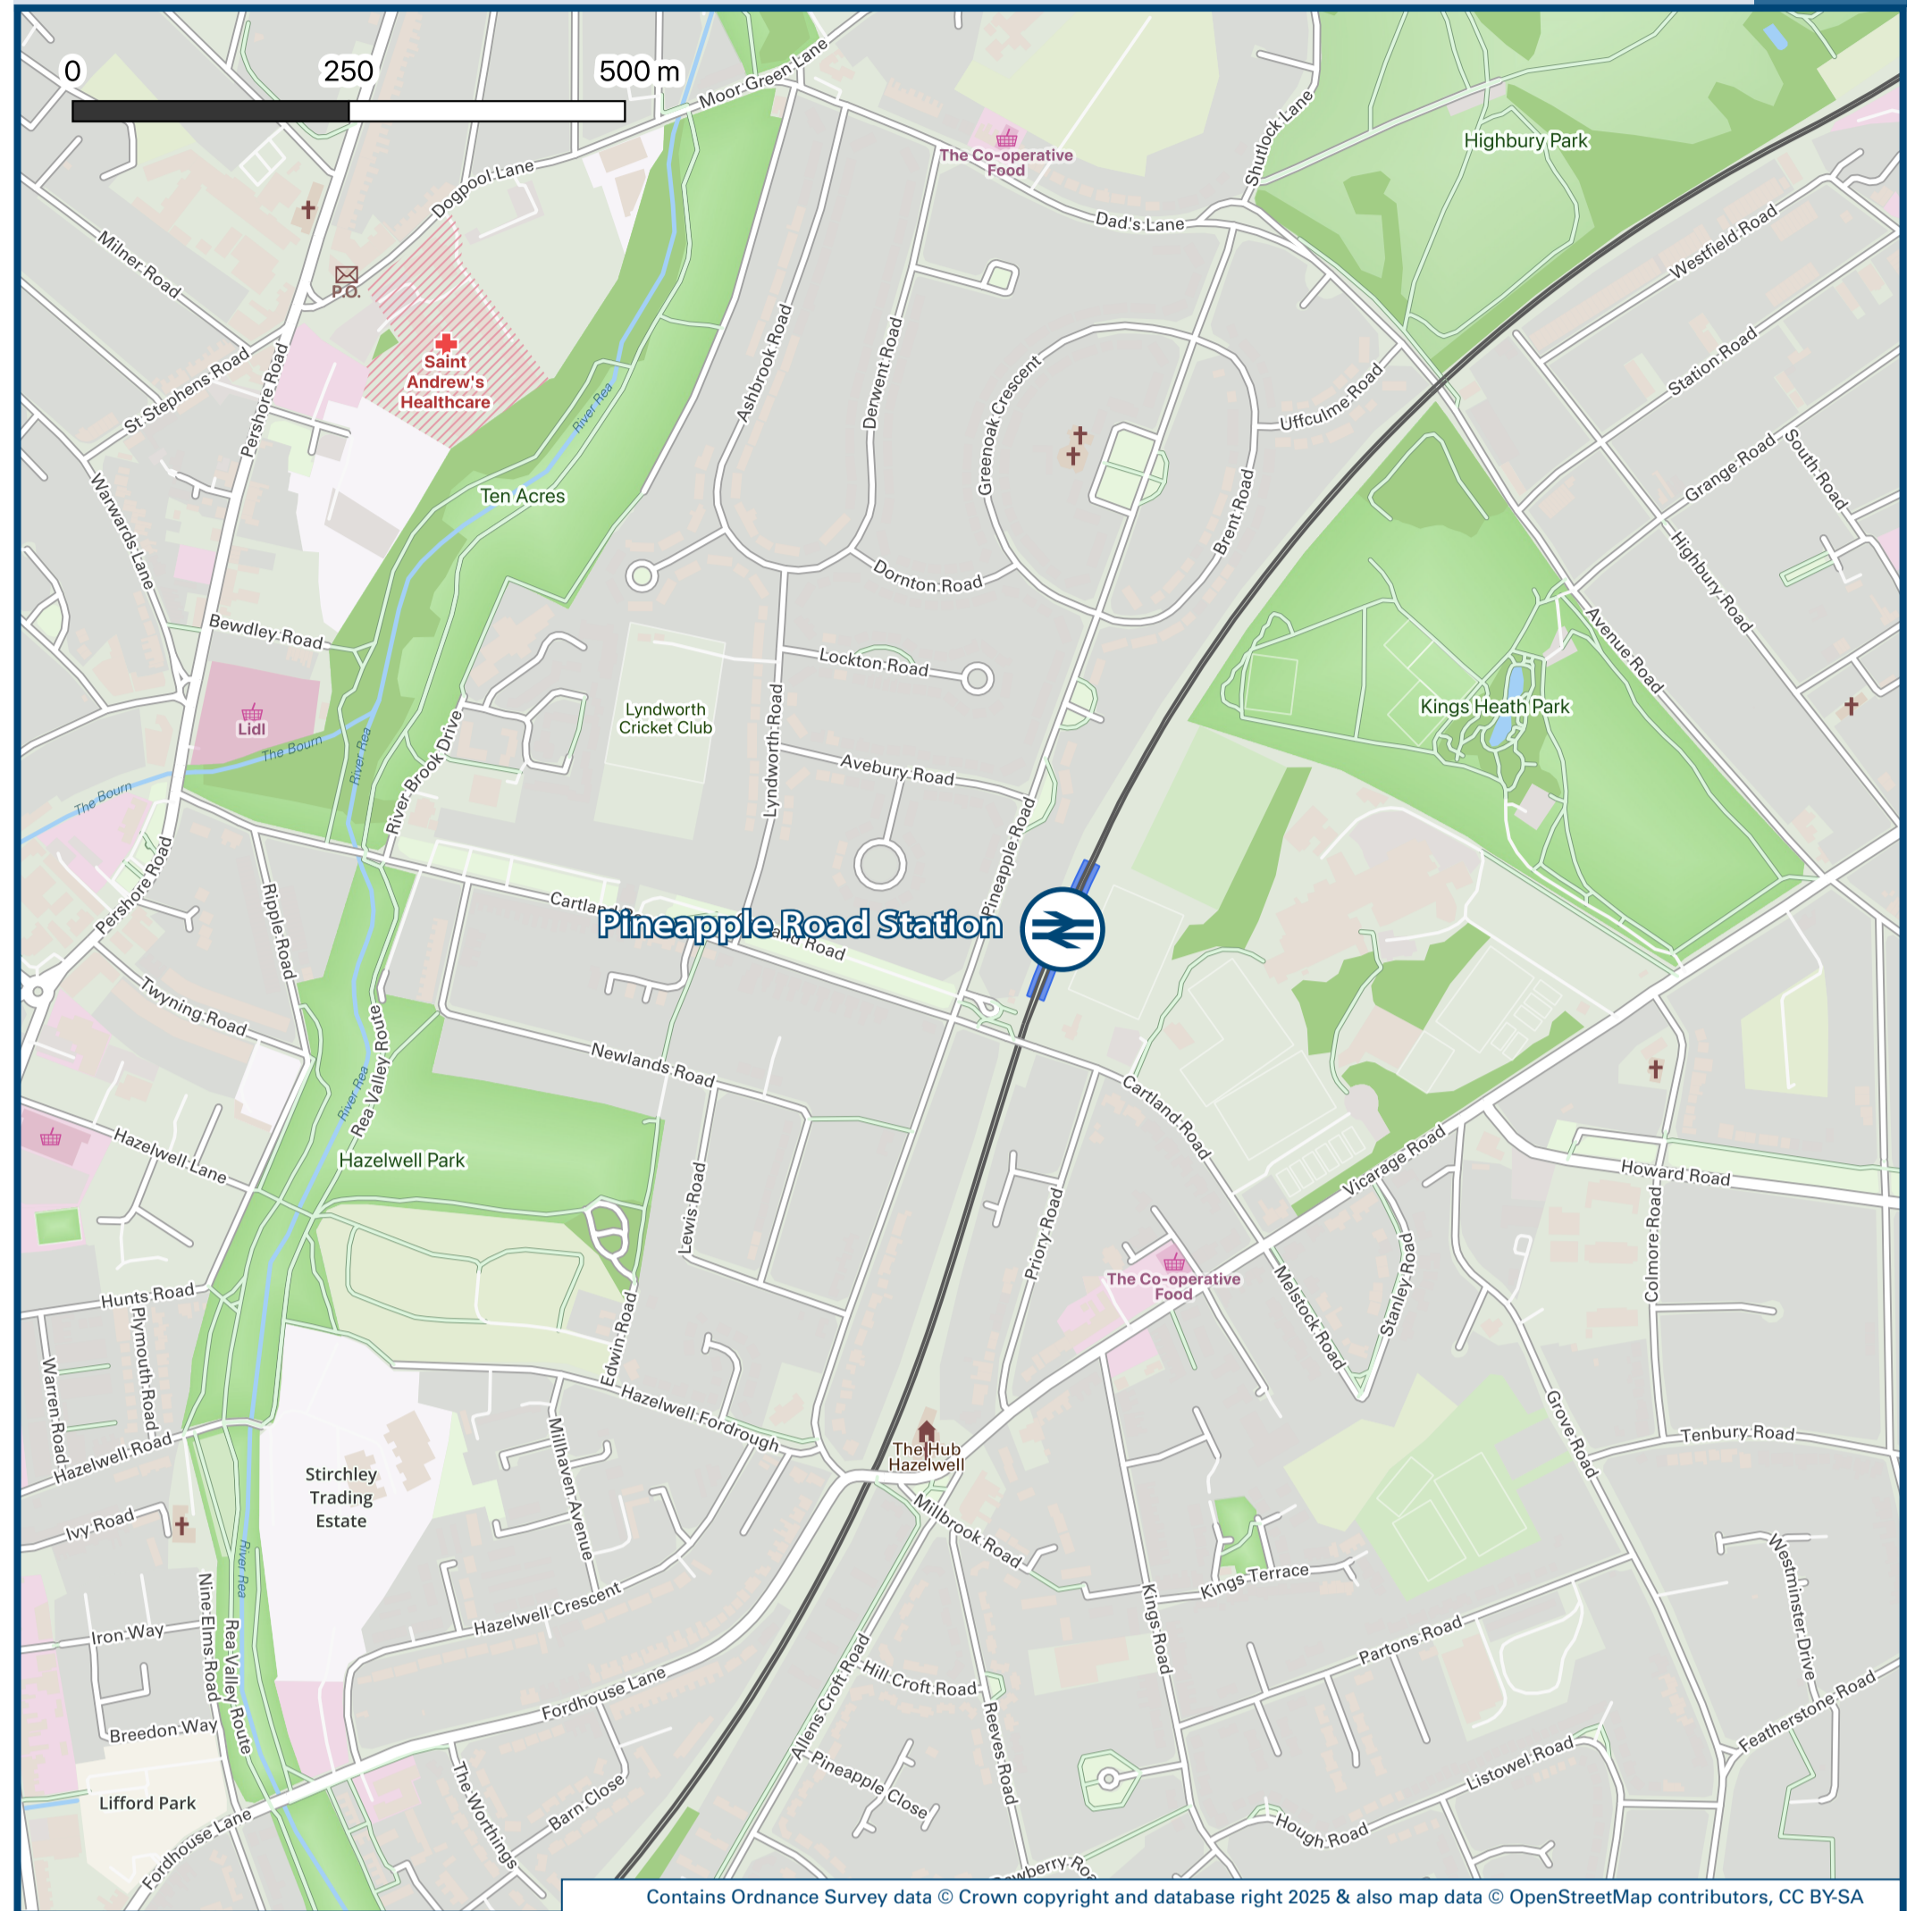 0
250
500 m
Moor Green Lane
Shutlock Lane
Highbury Park
The Co-operative
Food
Dogpool Lane
Dad's Lane
Westfield Road
Milner Road
P.O.
Saint
Andrew's
Healthcare
St Stephens Road
Pershore Road
River Rea
Ashbrook Road
Derwent Road
Greenoak Crescent
Uffculme Road
Station Road
Grange Road
South Road
Ten Acres
Warwards Lane
Brent Road
Dornton Road
Highbury Road
Bewdley Road
Lockton Road
Avenue Road
Lidl
The Bourn
The Bourn
River Rea
River Brook Drive
Lyndworth
Cricket Club
Lyndworth Road
Kings Heath Park
Avebury Road
Pineapple Road
Pershore Road
Ripple Road
Cartland Road
Pineapple Road Station
Twyning Road
Rea Valley Route
River Rea
Newlands Road
Cartland Road
Hazelwell Lane
Hazelwell Park
Vicarage Road
Howard Road
Lewis Road
Priory Road
Colmore Road
The Co-operative
Food
Melstock Road
Stanley Road
Hunts Road
Plymouth Road
Warren Road
Edwin Road
Hazelwell Fordrough
Grove Road
Hazelwell Road
Millhaven Avenue
The Hub
Hazelwell
Tenbury Road
Stirchley
Trading
Estate
Ivy Road
Millbrook Road
River Rea
Kings Terrace
Westminster Drive
Nine Elms Road
Rea Valley Route
Hazelwell Crescent
Kings Road
Iron Way
Partons Road
Fordhouse Lane
Hill Croft Road
Allens Croft Road
Reeves Road
Featherstone Road
Breedon Way
Listowel Road
The Worthings
Barn Close
Pineapple Close
Lifford Park
Fordhouse Lane
Hough Road
Contains Ordnance Survey data © Crown copyright and database right 2025 & also map data © OpenStreetMap contributors, CC BY-SA